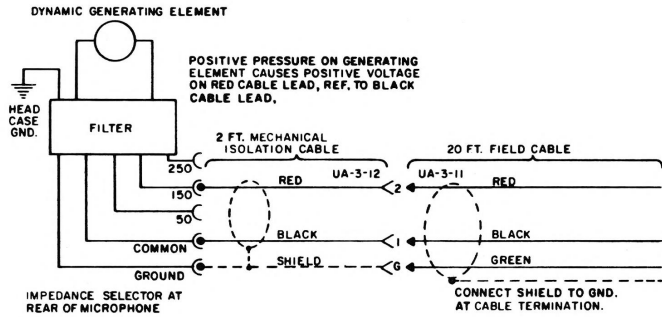 DYNAMIC GENERATING ELEMENT
POSITIVE PRESSURE ON GENERATING
ELEMENT CAUSES POSITIVE VOLTAGE
ON RED CABLE LEAD, REF. TO BLACK
CABLE LEAD,
HEAD
CASE
GND.
FILTER
2 FT. MECHANICAL
ISOLATION CABLE
20 FT. FIELD CABLE
250
150
RED
UA-3-12
2
UA-3-11
RED
50
COMMON
BLACK
1
BLACK
GROUND
SHIELD
G
GREEN
IMPEDANCE SELECTOR AT
REAR OF MICROPHONE
CONNECT SHIELD TO GND.
AT CABLE TERMINATION.